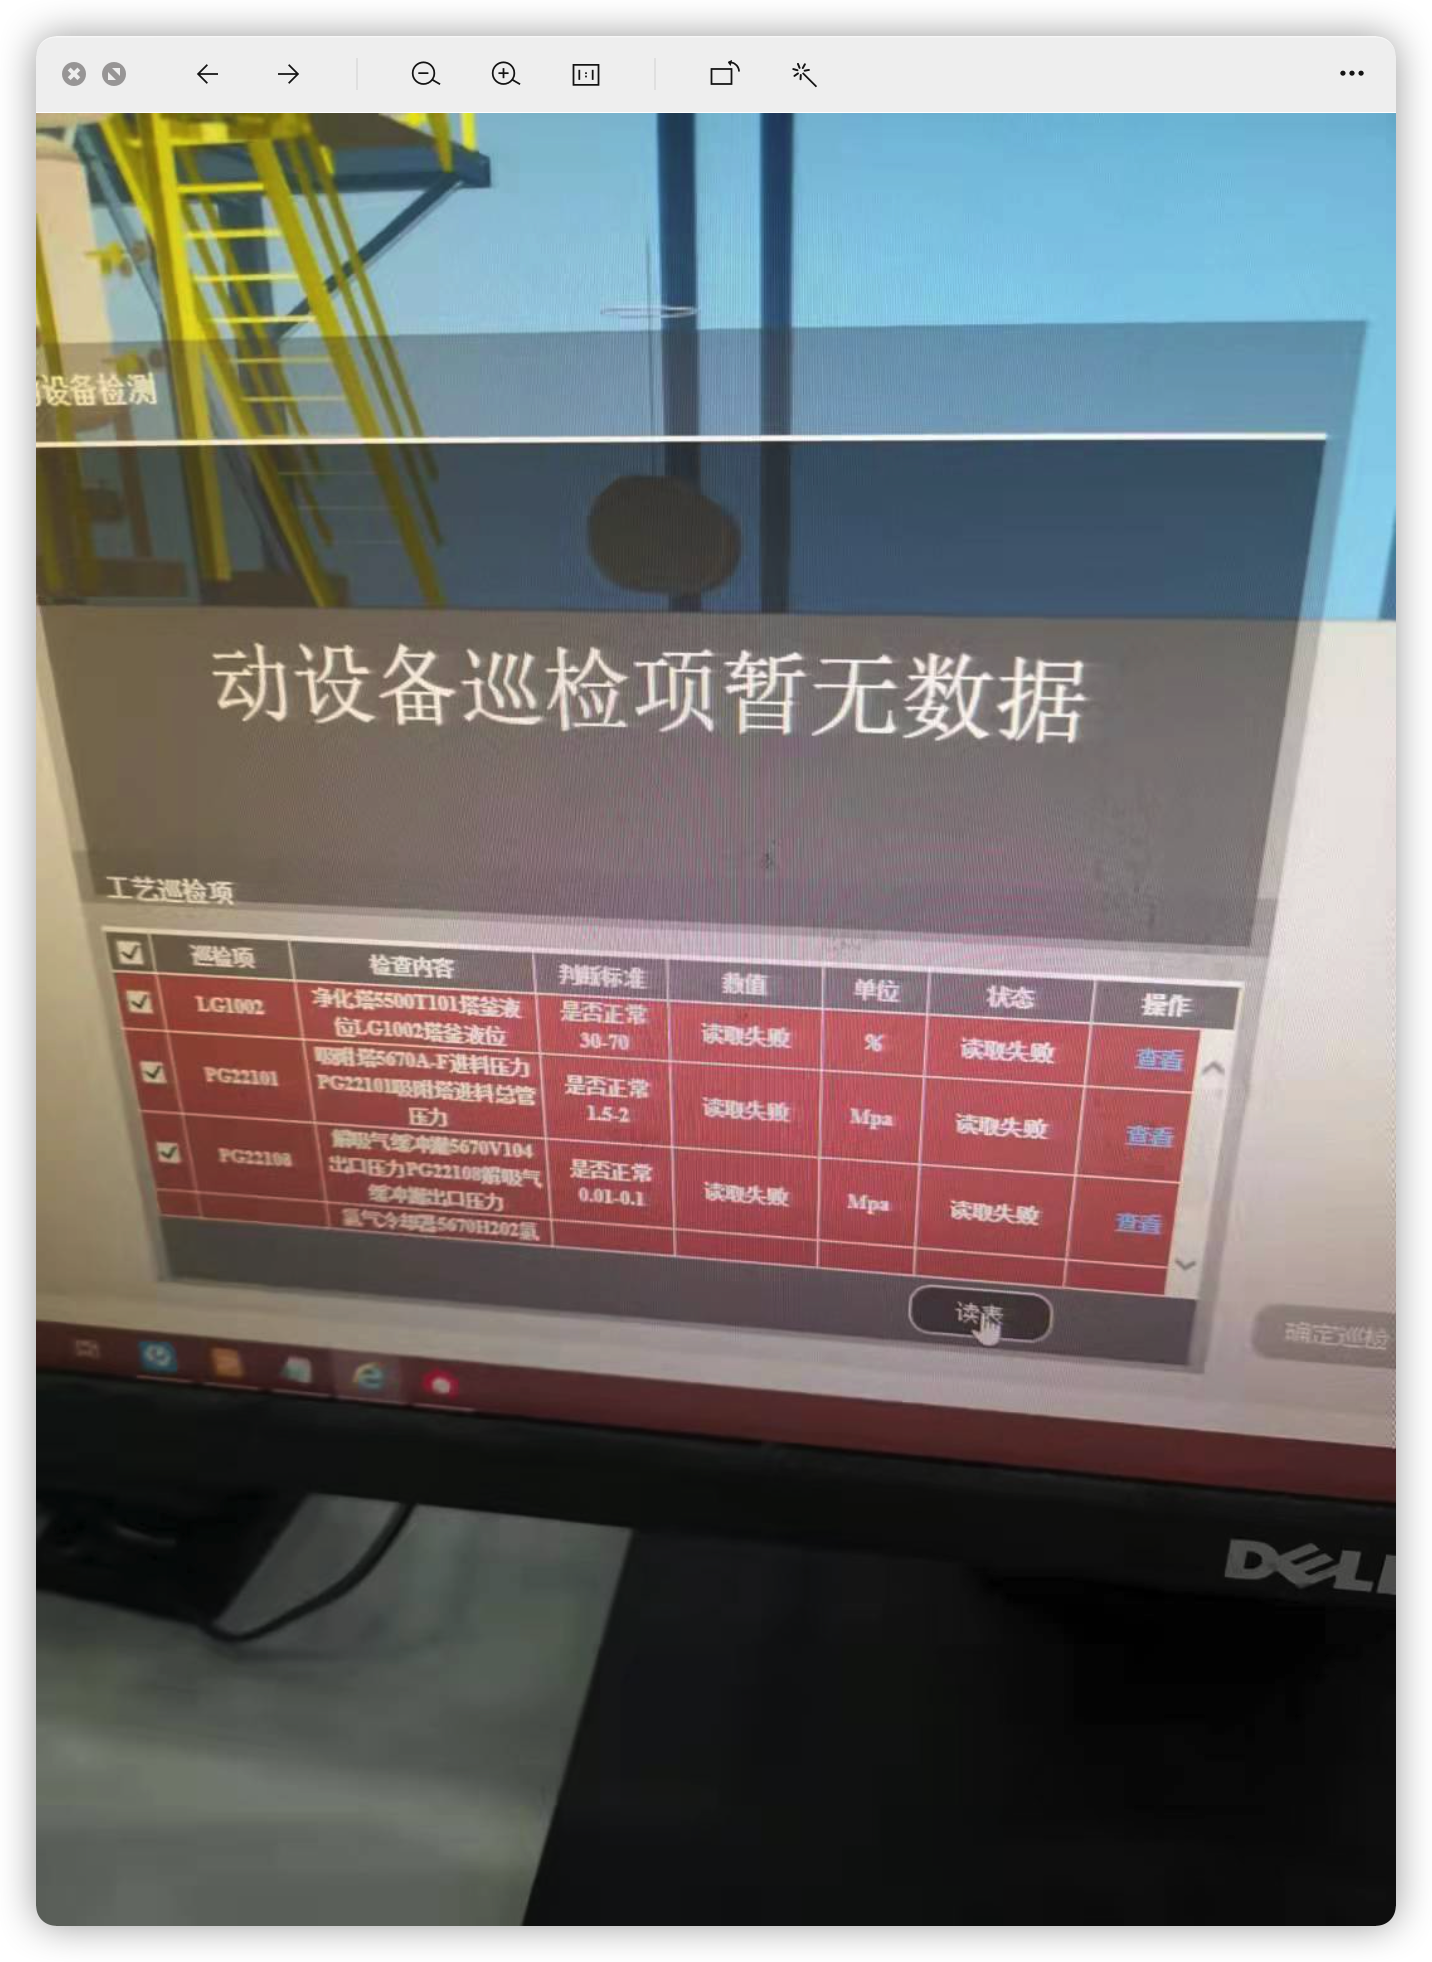 设备检测
动设备巡检项暂无数据
工艺巡检项
巡检项 检查内容 判断标准 数值 单位 状态 操作
LG1002 净化塔5500T101塔釜液位LG1002塔釜液位 是否正常 30-70 读取失败 % 读取失败 查看
PG22101 吸附塔5670A-F进料压力PG22101吸附塔进料总管压力 是否正常 1.5-2 读取失败 Mpa 读取失败 查看
PG22108 解吸气缓冲罐5670V104出口压力PG22108解吸气缓冲罐出口压力 是否正常 0.01-0.1 读取失败 Mpa 读取失败 查看
氢气冷却器5670H202氢
读表
确定巡检
DELL